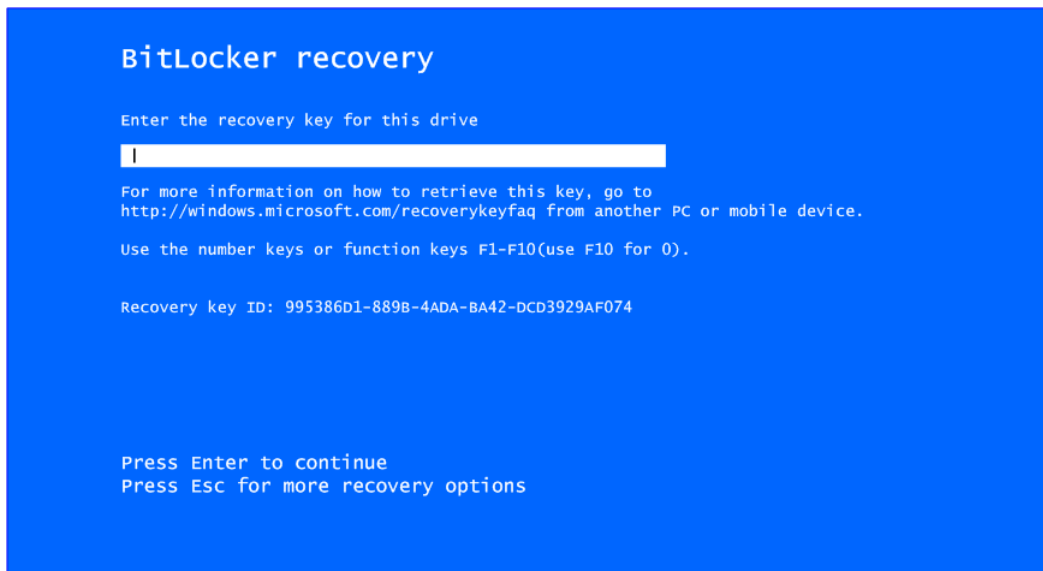 BitLocker recovery
Enter the recovery key for this drive
For more information on how to retrieve this key, go to
http://windows.microsoft.com/recoverykeyfaq from another PC or mobile device.
Use the number keys or function keys F1-F10(use F10 for 0).
Recovery key ID: 995386D1-889B-4ADA-BA42-DCD3929AF074
Press Enter to continue
Press Esc for more recovery options